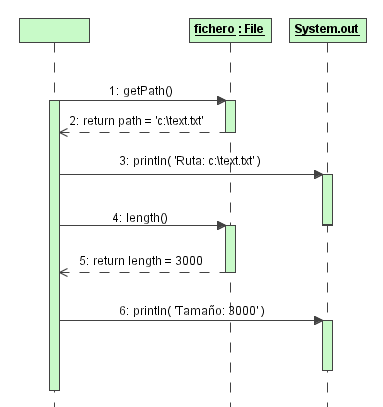 fichero : File
System.out
1: getPath()
2: return path = 'c:\text.txt'
3: println( 'Ruta: c:\text.txt' )
4: length()
5: return length = 3000
6: println( 'Tamaño: 3000' )